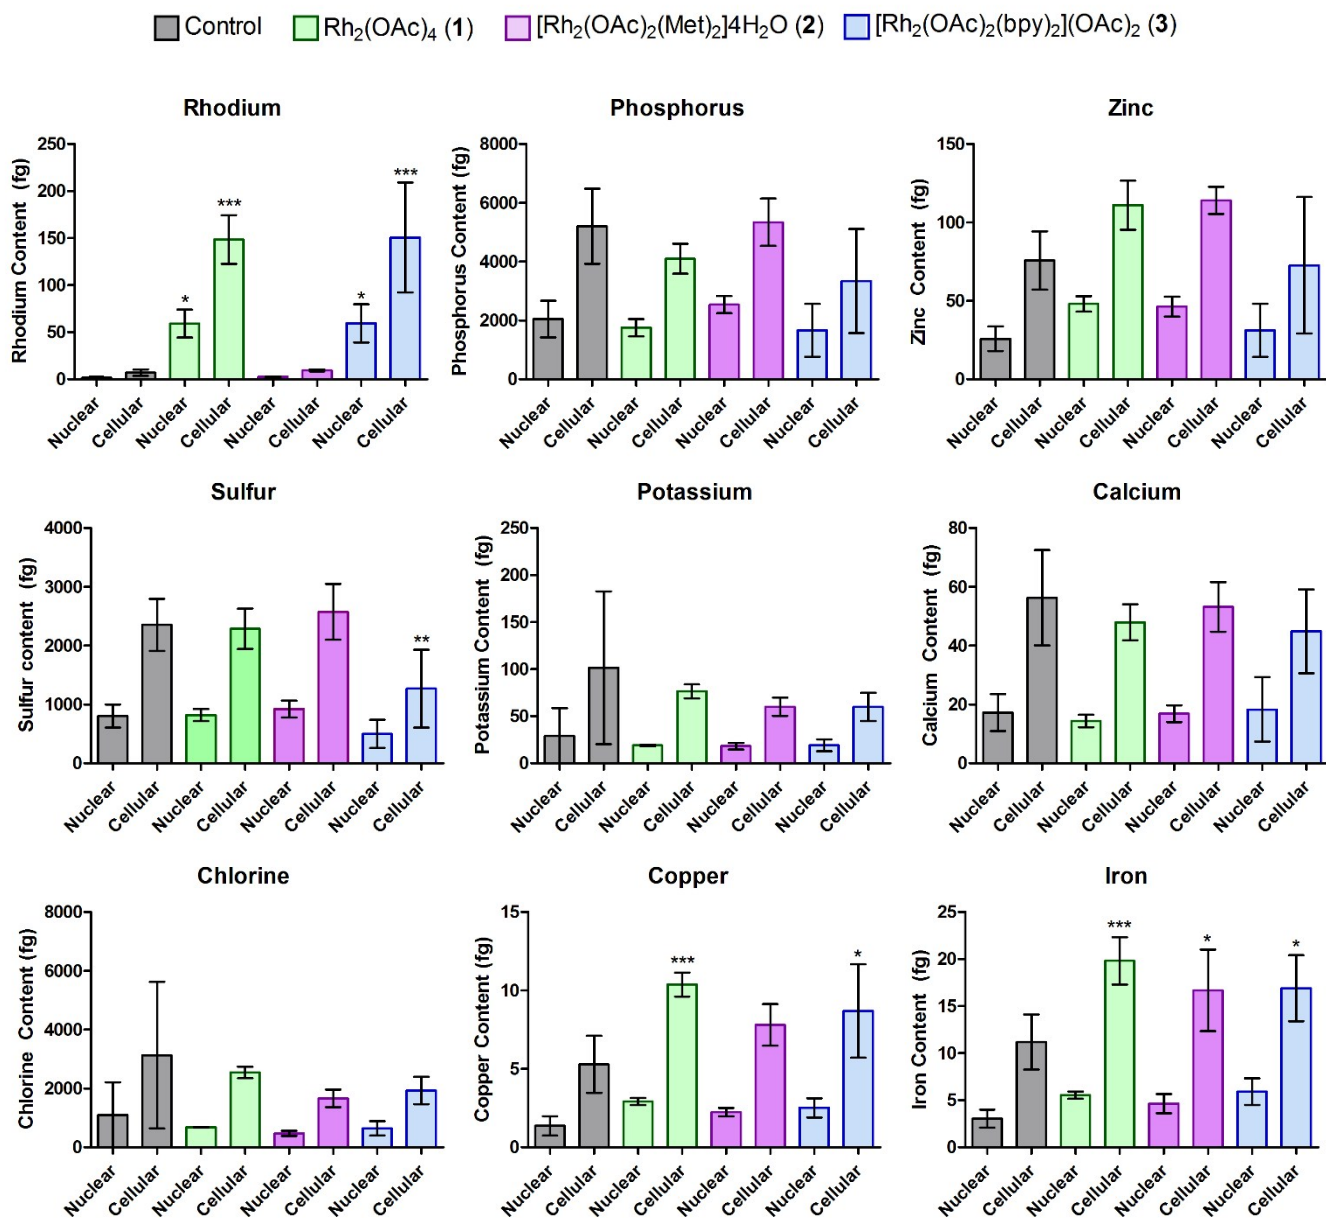 Control Rh₂(OAc)₄ (1) [Rh₂(OAc)₂(Met)₂]4H₂O (2) [Rh₂(OAc)₂(bpy)₂](OAc)₂ (3)
Rhodium
Rhodium Content (fg)
250
200
150
100
50
0
*
***
*
***
Nuclear
Cellular
Nuclear
Cellular
Nuclear
Cellular
Nuclear
Cellular
Phosphorus
Phosphorus Content (fg)
8000
6000
4000
2000
0
Nuclear
Cellular
Nuclear
Cellular
Nuclear
Cellular
Nuclear
Cellular
Zinc
Zinc Content (fg)
150
100
50
0
Nuclear
Cellular
Nuclear
Cellular
Nuclear
Cellular
Nuclear
Cellular
Sulfur
Sulfur content (fg)
4000
3000
2000
1000
0
**
Nuclear
Cellular
Nuclear
Cellular
Nuclear
Cellular
Nuclear
Cellular
Potassium
Potassium Content (fg)
250
200
150
100
50
0
Nuclear
Cellular
Nuclear
Cellular
Nuclear
Cellular
Nuclear
Cellular
Calcium
Calcium Content (fg)
80
60
40
20
0
Nuclear
Cellular
Nuclear
Cellular
Nuclear
Cellular
Nuclear
Cellular
Chlorine
Chlorine Content (fg)
8000
6000
4000
2000
0
Nuclear
Cellular
Nuclear
Cellular
Nuclear
Cellular
Nuclear
Cellular
Copper
Copper Content (fg)
15
10
5
0
***
*
Nuclear
Cellular
Nuclear
Cellular
Nuclear
Cellular
Nuclear
Cellular
Iron
Iron Content (fg)
25
20
15
10
5
0
***
*
*
Nuclear
Cellular
Nuclear
Cellular
Nuclear
Cellular
Nuclear
Cellular